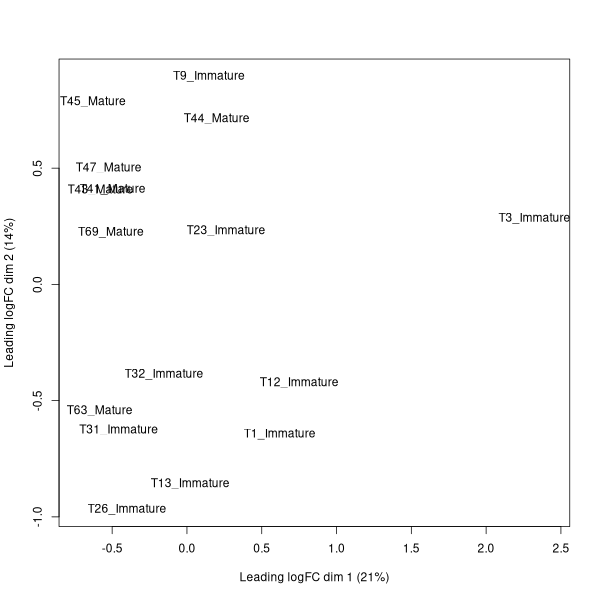 T9_Immature
T45_Mature
T44_Mature
T47_Mature
T41_Mature
T69_Mature
T23_Immature
T3_Immature
T32_Immature
T12_Immature
T63_Mature
T31_Immature
T1_Immature
T13_Immature
T26_Immature
0.5
0.0
-0.5
-1.0
Leading logFC dim 2 (14%)
-0.5
0.0
0.5
1.0
1.5
2.0
2.5
Leading logFC dim 1 (21%)